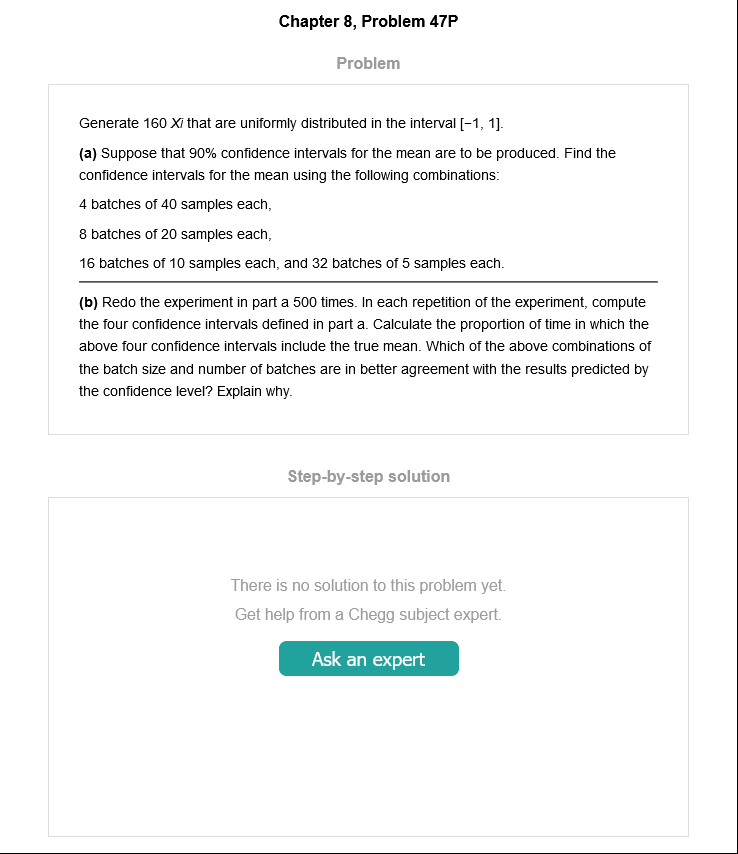 Chapter 8, Problem 47P
Problem
Generate 160 Xi that are uniformly distributed in the interval [−1, 1].
(a) Suppose that 90% confidence intervals for the mean are to be produced. Find the
confidence intervals for the mean using the following combinations:
4 batches of 40 samples each,
8 batches of 20 samples each,
16 batches of 10 samples each, and 32 batches of 5 samples each.
(b) Redo the experiment in part a 500 times. In each repetition of the experiment, compute
the four confidence intervals defined in part a. Calculate the proportion of time in which the
above four confidence intervals include the true mean. Which of the above combinations of
the batch size and number of batches are in better agreement with the results predicted by
the confidence level? Explain why.
Step-by-step solution
There is no solution to this problem yet.
Get help from a Chegg subject expert.
Ask an expert